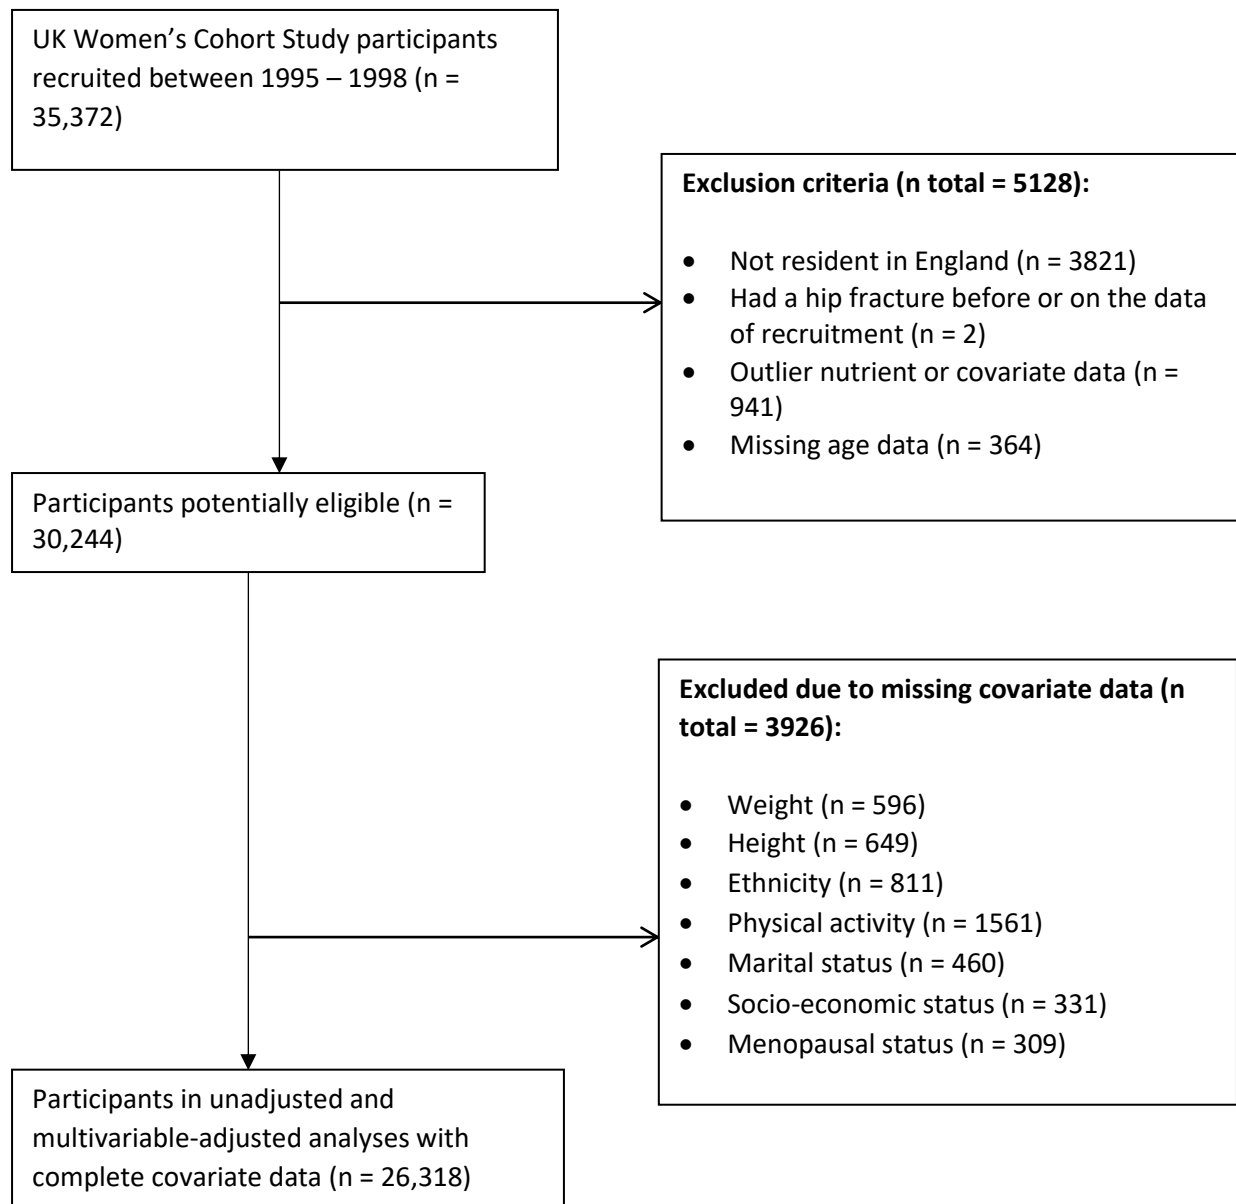 UK Women’s Cohort Study participants
recruited between 1995 – 1998 (n =
35,372)
Exclusion criteria (n total = 5128):
• Not resident in England (n = 3821)
• Had a hip fracture before or on the data
of recruitment (n = 2)
• Outlier nutrient or covariate data (n =
941)
• Missing age data (n = 364)
Participants potentially eligible (n =
30,244)
Excluded due to missing covariate data (n
total = 3926):
• Weight (n = 596)
• Height (n = 649)
• Ethnicity (n = 811)
• Physical activity (n = 1561)
• Marital status (n = 460)
• Socio-economic status (n = 331)
• Menopausal status (n = 309)
Participants in unadjusted and
multivariable-adjusted analyses with
complete covariate data (n = 26,318)